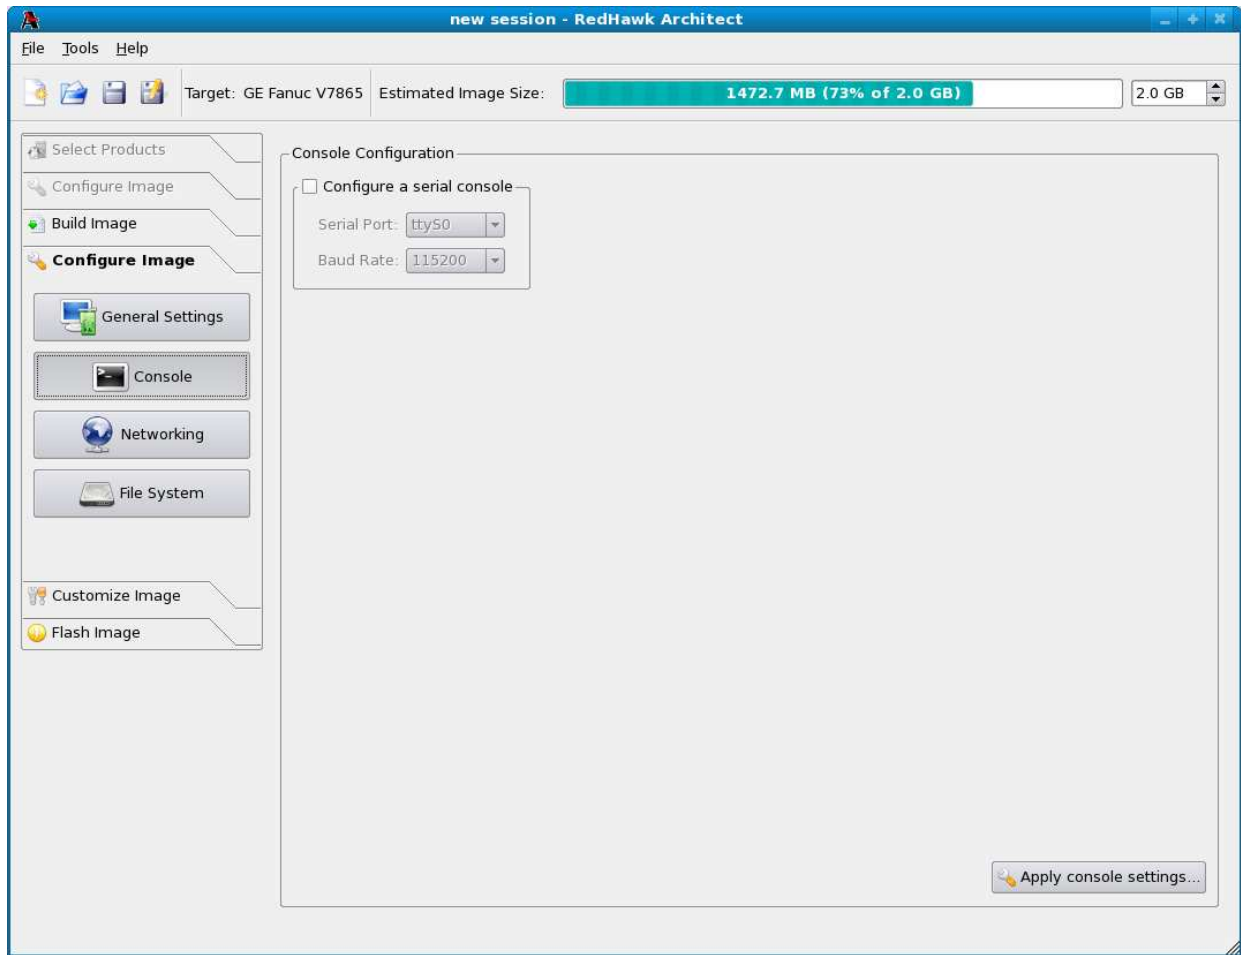 new session - RedHawk Architect
File Tools Help
Target: GE Fanuc V7865 Estimated Image Size: 1472.7 MB (73% of 2.0 GB) 2.0 GB
Select Products
Configure Image
Build Image
Configure Image
General Settings
Console
Networking
File System
Customize Image
Flash Image
Console Configuration
Configure a serial console
Serial Port: ttyS0
Baud Rate: 115200
Apply console settings...